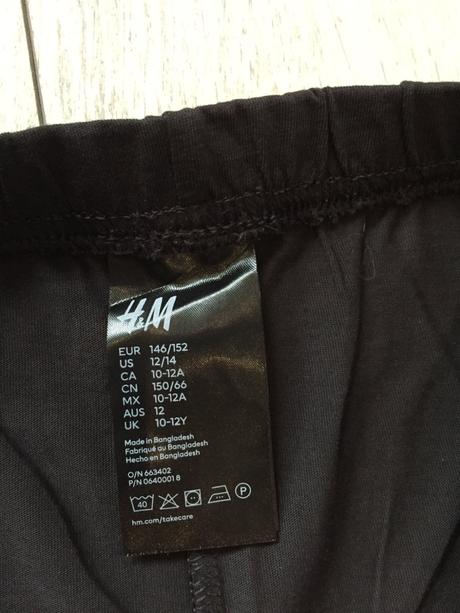 H&M
EUR 146/152
US 12/14
CA 10-12A
CN 150/66
MX 10-12A
AUS 12
UK 10-12Y
Made in Bangladesh
Fabriqué au Bangladesh
Hecho en Bangladesh
O/N 663402
P/N 0640001 8
40 P
hm.com/takecare